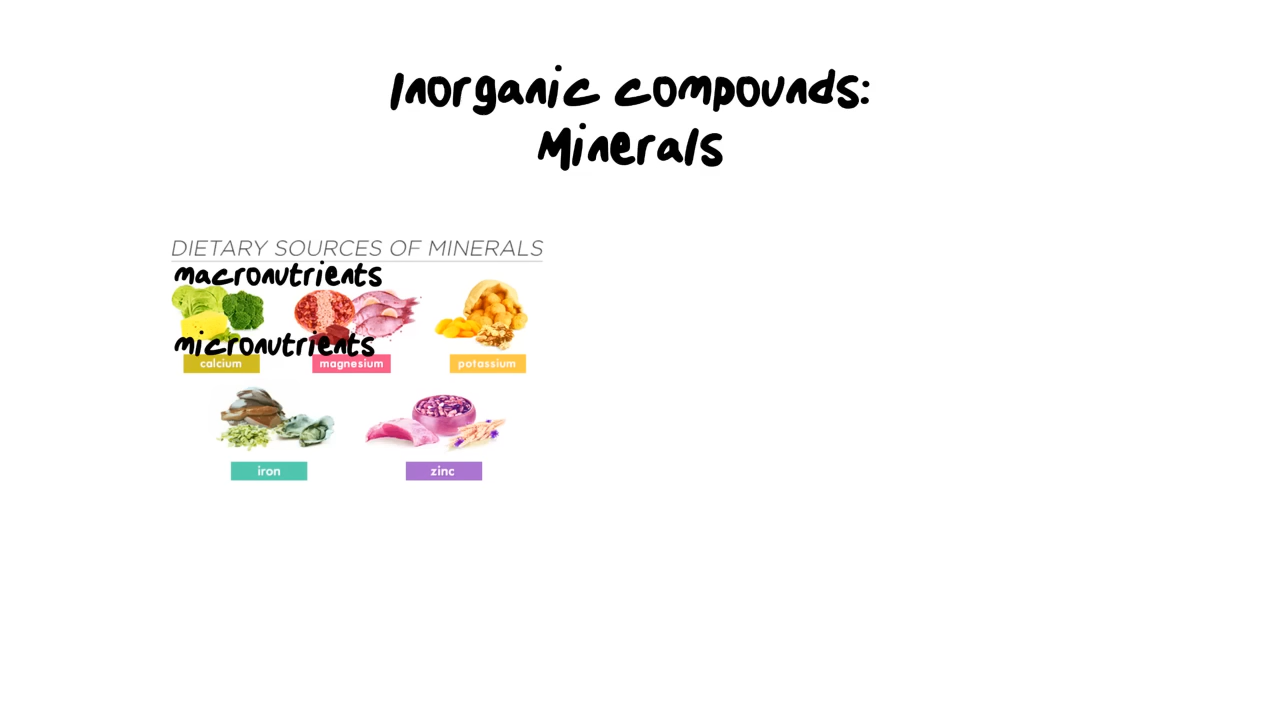 Inorganic compounds:
Minerals
DIETARY SOURCES OF MINERALS
macronutrients
micronutrients
calcium
magnesium
potassium
iron
zinc